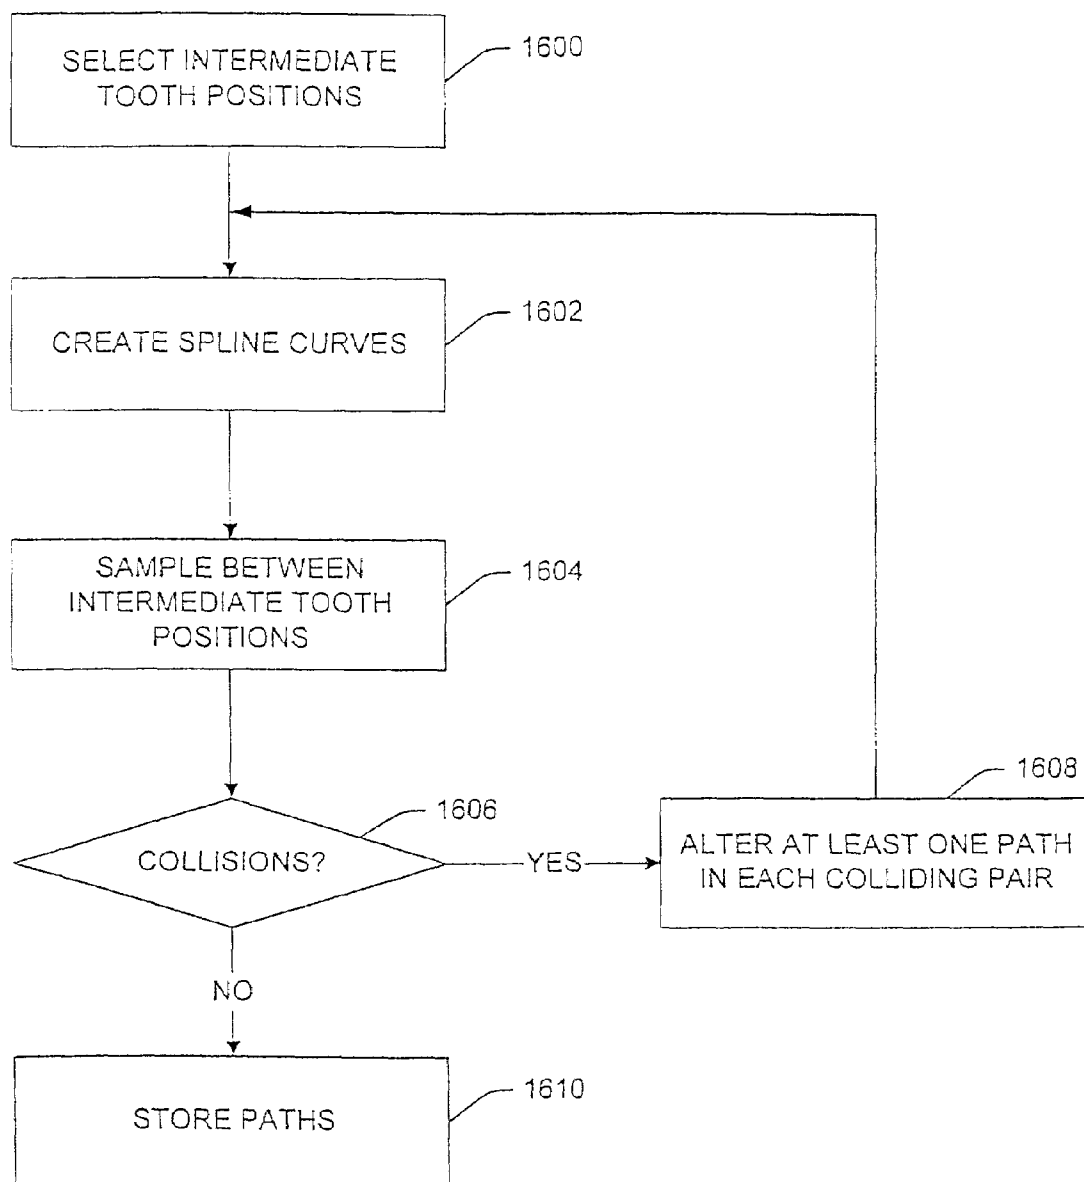 SELECT INTERMEDIATE
TOOTH POSITIONS
1600
CREATE SPLINE CURVES
1602
SAMPLE BETWEEN
INTERMEDIATE TOOTH
POSITIONS
1604
COLLISIONS?
1606
YES
ALTER AT LEAST ONE PATH
IN EACH COLLIDING PAIR
1608
NO
STORE PATHS
1610